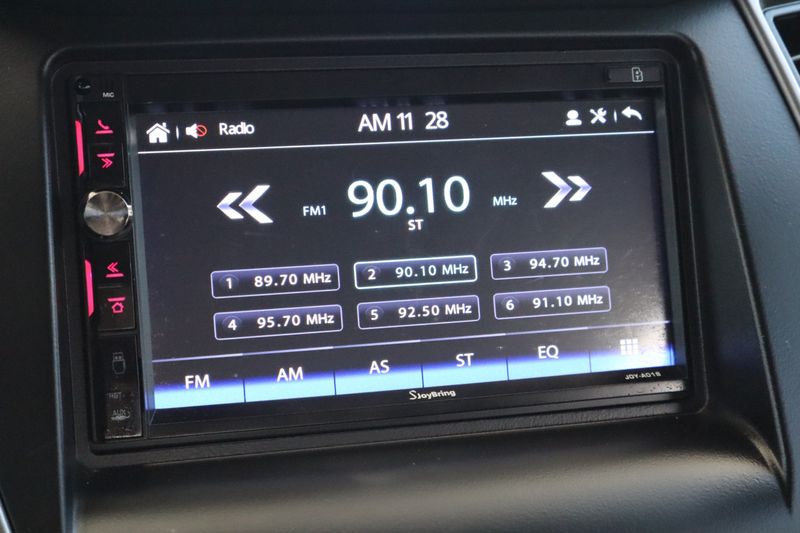 MIC
Radio
AM 11 28
FM1 90.10 MHz
ST
1 89.70 MHz
2 90.10 MHz
3 94.70 MHz
4 95.70 MHz
5 92.50 MHz
6 91.10 MHz
FM AM AS ST EQ
JoyBring
JOY-A01S
AUX